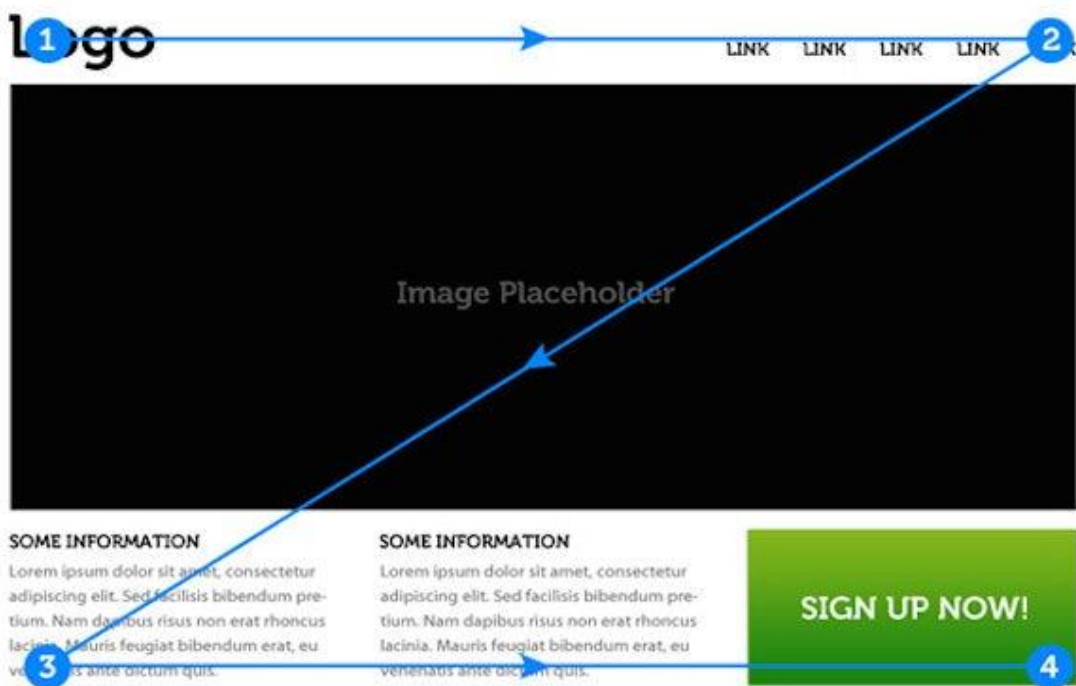 1
Logo
LINK LINK LINK LINK
2
Image Placeholder
SOME INFORMATION
Lorem ipsum dolor sit amet, consectetur
adipiscing elit. Sed facilisis bibendum pre-
tium. Nam dapibus risus non erat rhoncus
lacinia. Mauris feugiat bibendum erat, eu
venenatis ante dictum quis.
SOME INFORMATION
Lorem ipsum dolor sit amet, consectetur
adipiscing elit. Sed facilisis bibendum pre-
tium. Nam dapibus risus non erat rhoncus
lacinia. Mauris feugiat bibendum erat, eu
venenatis ante dictum quis.
SIGN UP NOW!
3
4